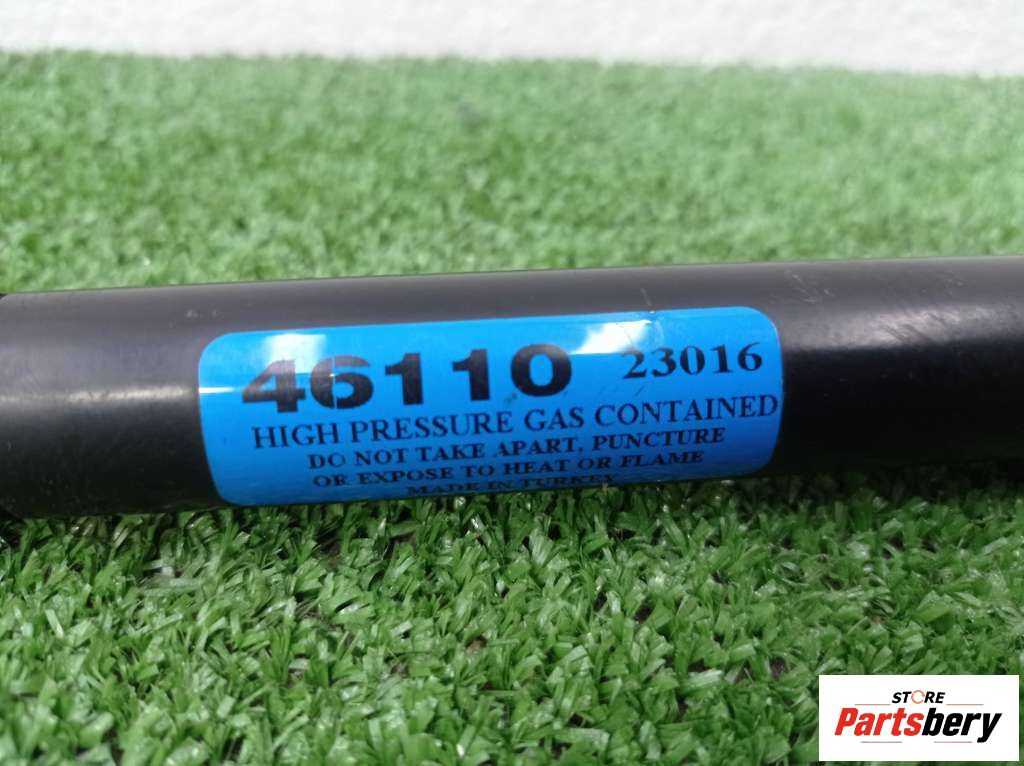 46110 23016
HIGH PRESSURE GAS CONTAINED
DO NOT TAKE APART, PUNCTURE
OR EXPOSE TO HEAT OR FLAME
MADE IN TURKEY
STORE
Partsbery